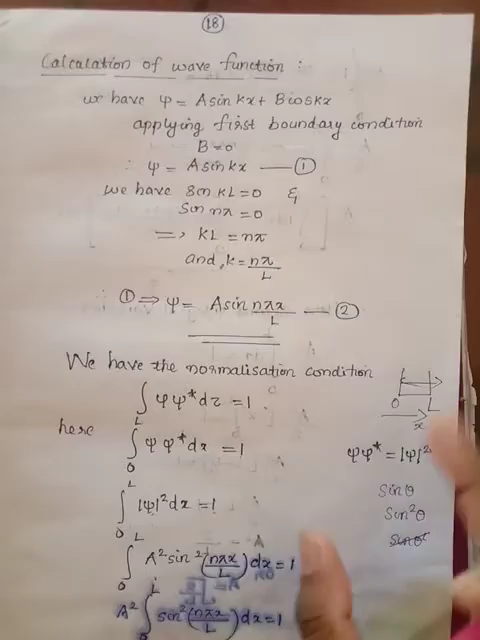 18
Calculation of wave function :
we have ψ = A sin kx + B cos kx
applying first boundary condition
B = 0
∴ ψ = A sin kx — ①
we have Sin KL = 0 &
Sin nπ = 0
⇒, KL = nπ
and, k = nπ/L
∴ ① ⇒ ψ = A sin nπx/L — ②
We have the normalisation condition
∫ ψ ψ* dτ = 1
here ∫₀ᴸ ψ ψ* dx = 1
0 L
x
ψψ* = |ψ|²
∫₀ᴸ |ψ|² dx = 1
Sin θ
Sin² θ
∫₀ᴸ A² sin² (nπx/L) dx = 1
A² ∫₀ᴸ sin² (nπx/L) dx = 1